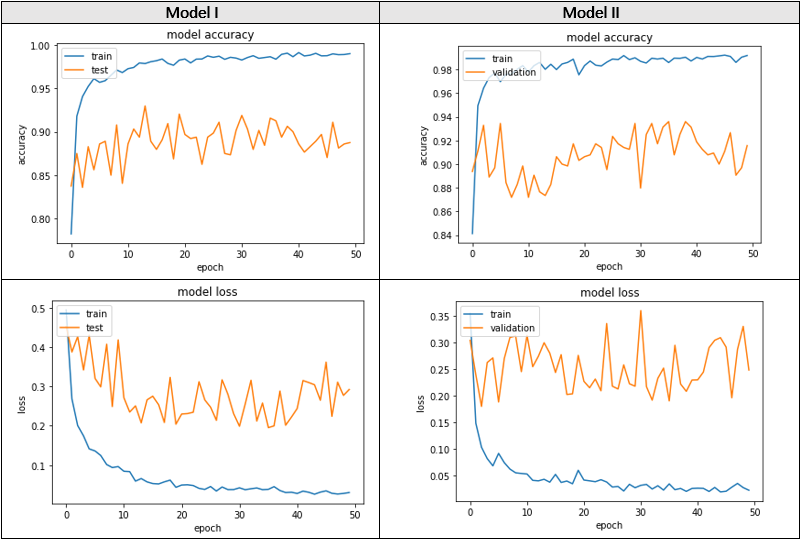 Model I
Model II
model accuracy
train
test
accuracy
1.00
0.95
0.90
0.85
0.80
0 10 20 30 40 50
epoch
model accuracy
train
validation
accuracy
0.98
0.96
0.94
0.92
0.90
0.88
0.86
0.84
0 10 20 30 40 50
epoch
model loss
train
test
loss
0.5
0.4
0.3
0.2
0.1
0 10 20 30 40 50
epoch
model loss
train
validation
loss
0.35
0.30
0.25
0.20
0.15
0.10
0.05
0 10 20 30 40 50
epoch